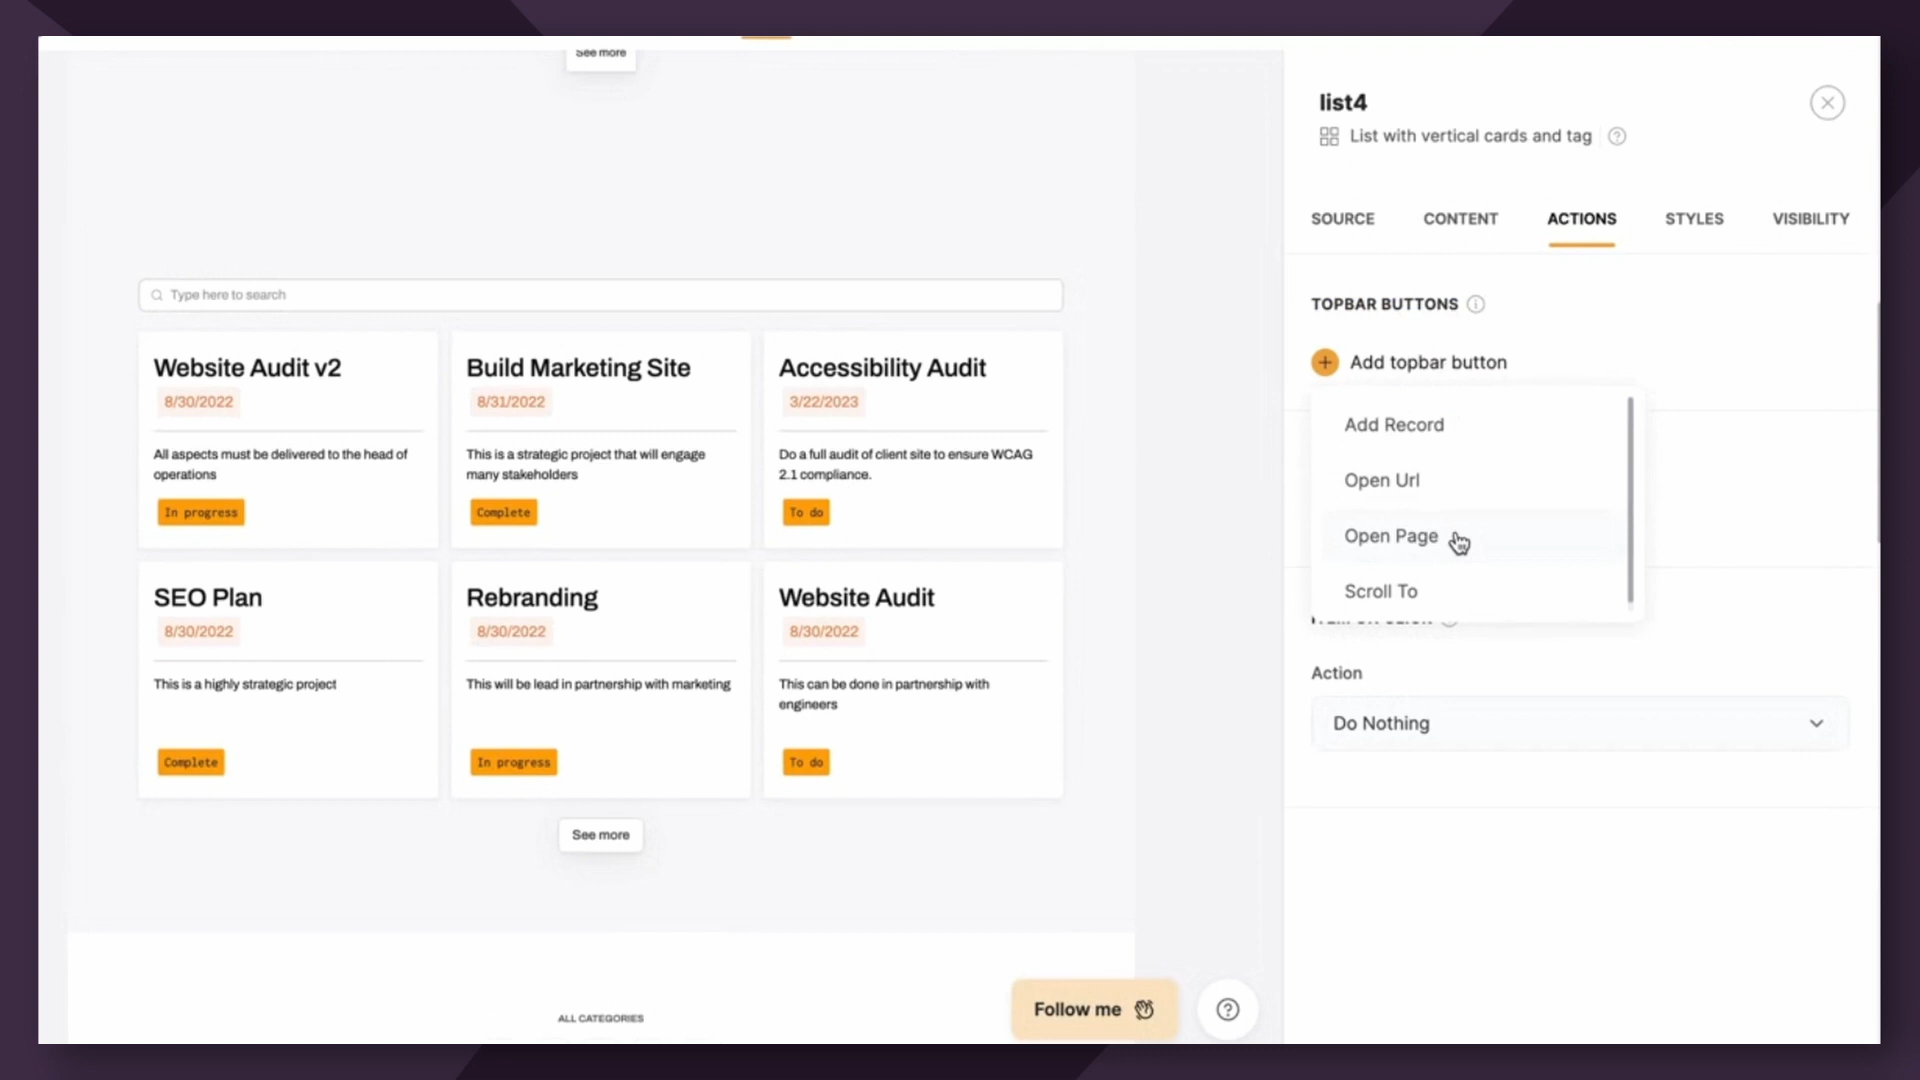 See more
list4
List with vertical cards and tag
SOURCE CONTENT ACTIONS STYLES VISIBILITY
TOPBAR BUTTONS
Add topbar button
Add Record
Open Url
Open Page
Scroll To
Action
Do Nothing
Type here to search
Website Audit v2
8/30/2022
All aspects must be delivered to the head of
operations
In progress
Build Marketing Site
8/31/2022
This is a strategic project that will engage
many stakeholders
Complete
Accessibility Audit
3/22/2023
Do a full audit of client site to ensure WCAG
2.1 compliance.
To do
SEO Plan
8/30/2022
This is a highly strategic project
Complete
Rebranding
8/30/2022
This will be lead in partnership with marketing
In progress
Website Audit
8/30/2022
This can be done in partnership with
engineers
To do
See more
ALL CATEGORIES
Follow me